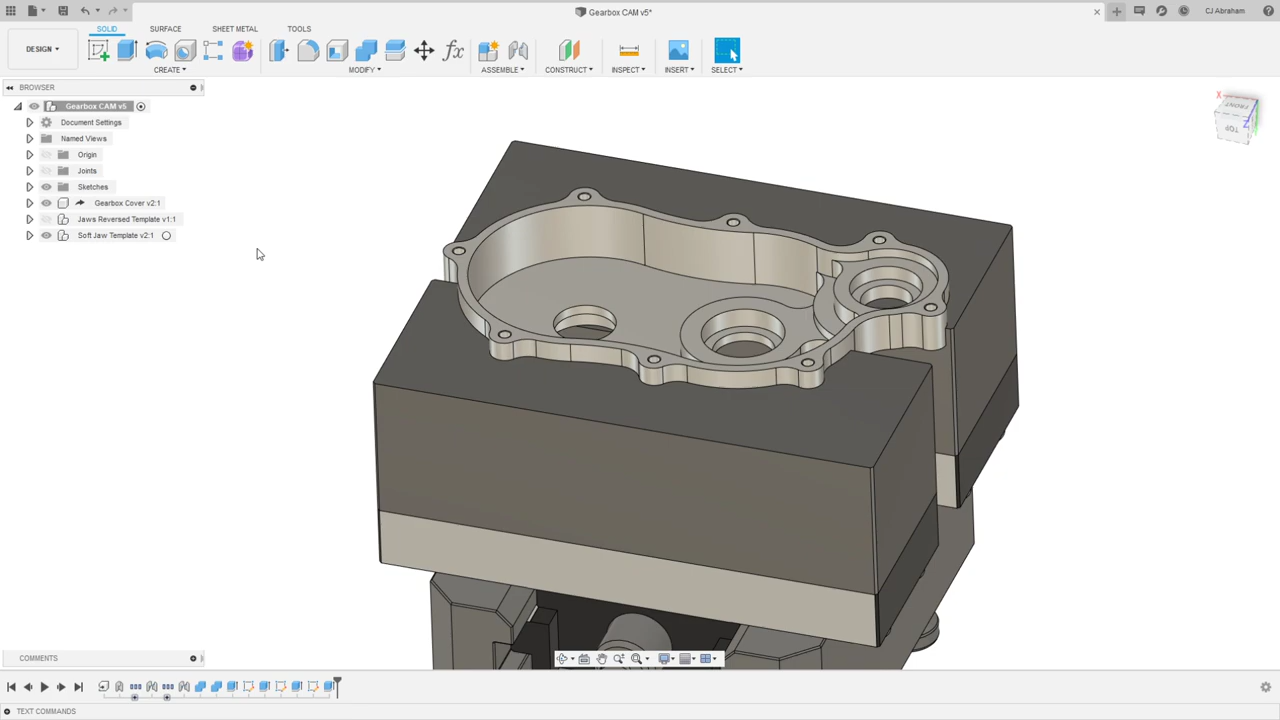 Gearbox CAM v5*
CJ Abraham
SOLID SURFACE SHEET METAL TOOLS
DESIGN
CREATE MODIFY ASSEMBLE CONSTRUCT INSPECT INSERT SELECT
BROWSER
Gearbox CAM v5
Document Settings
Named Views
Origin
Joints
Sketches
Gearbox Cover v2:1
Jaws Reversed Template v1:1
Soft Jaw Template v2:1
X
FRONT
Z
TOP
COMMENTS
TEXT COMMANDS